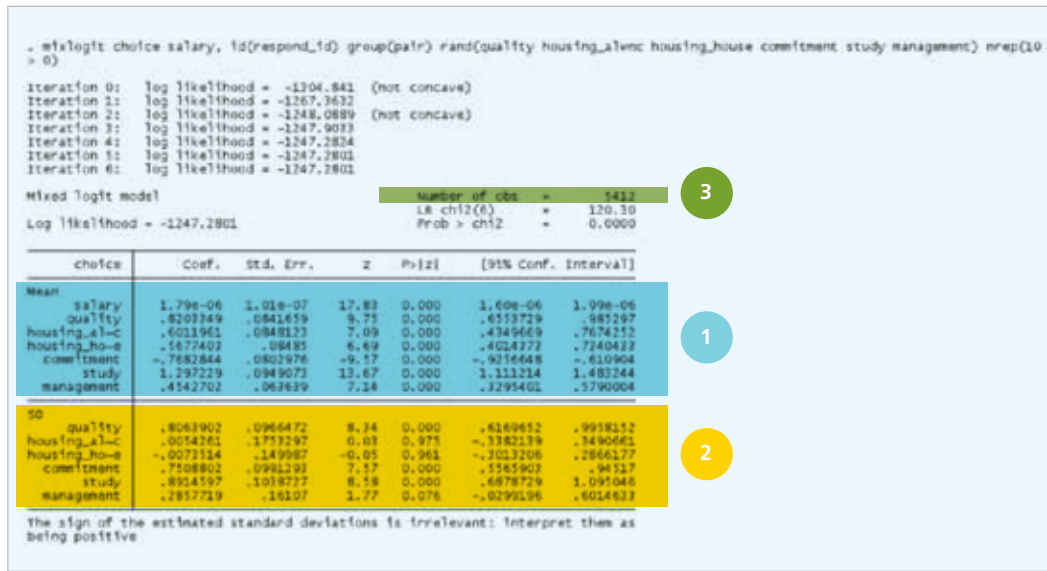 . mixlogit choice salary, id(respond_id) group(pair) rand(quality housing_alwnc housing_house commitment study management) nrep(10
> 0)
Iteration 0: log likelihood = -1304.841 (not concave)
Iteration 1: log likelihood = -1267.3632
Iteration 2: log likelihood = -1248.0889 (not concave)
Iteration 3: log likelihood = -1247.9033
Iteration 4: log likelihood = -1247.2824
Iteration 5: log likelihood = -1247.2801
Iteration 6: log likelihood = -1247.2801
Mixed logit model Number of obs = 5412
LR chi2(6) = 120.30
Log likelihood = -1247.2801 Prob > chi2 = 0.0000
3
choice Coef. Std. Err. z P>|z| [95% Conf. Interval]
Mean
salary 1.79e-06 1.01e-07 17.83 0.000 1.60e-06 1.99e-06
quality .8203349 .0841659 9.75 0.000 .6553729 .985297
housing_al~c .6011961 .0848123 7.09 0.000 .4349669 .7674252
housing_ho~e .5677403 .08485 6.69 0.000 .4014373 .7340433
commitment -.7682844 .0802976 -9.57 0.000 -.9256648 -.610904
study 1.297229 .0949073 13.67 0.000 1.111214 1.483244
management .4542702 .063639 7.14 0.000 .3295401 .5790004
1
SD
quality .8063902 .0966472 8.34 0.000 .6169652 .9958152
housing_al~c .0054261 .1753297 0.03 0.975 -.3382139 .3490661
housing_ho~e -.0073514 .149987 -0.05 0.961 -.3013206 .2866177
commitment .7508802 .0991293 7.57 0.000 .5565903 .94517
study .8914597 .1038727 8.58 0.000 .6878729 1.095046
management .2857719 .16107 1.77 0.076 -.0299196 .6014633
2
The sign of the estimated standard deviations is irrelevant: interpret them as
being positive